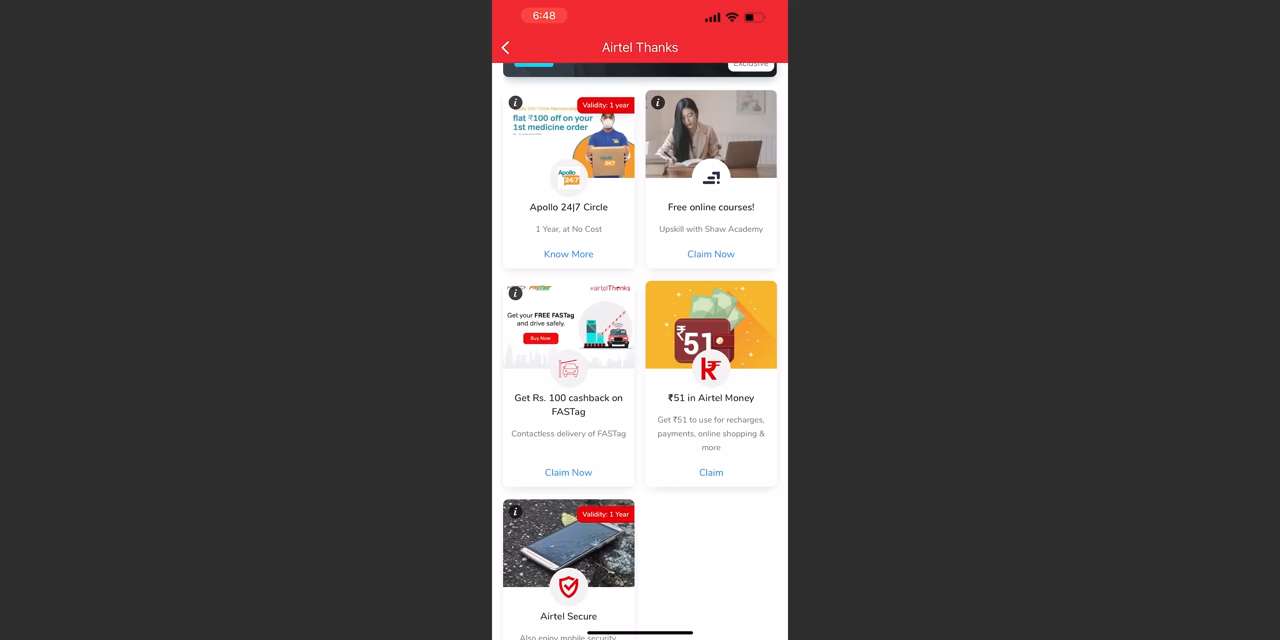 6:48
Airtel Thanks
Exclusive
Validity: 1 year
flat ₹100 off on your
1st medicine order
Apollo
24|7
Apollo 24|7 Circle
1 Year, at No Cost
Know More
Free online courses!
Upskill with Shaw Academy
Claim Now
#airtelThanks
Get your FREE FASTag
and drive safely.
Buy Now
Get Rs. 100 cashback on
FASTag
Contactless delivery of FASTag
Claim Now
₹51
₹51 in Airtel Money
Get ₹51 to use for recharges,
payments, online shopping &
more
Claim
Validity: 1 Year
Airtel Secure
Also enjoy mobile security